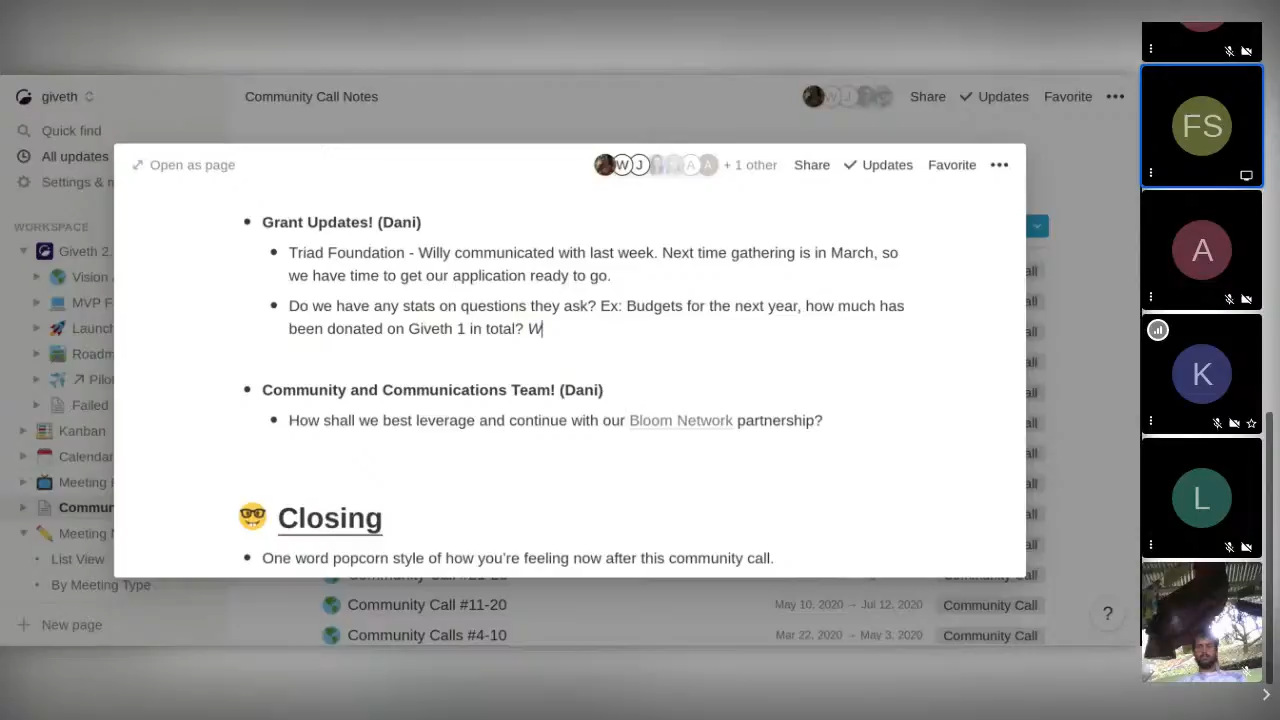 giveth
Community Call Notes
Share
Updates
Favorite
Quick find
All updates
Settings & m
WORKSPACE
Giveth 2.
Vision
MVP F
Launch
Roadm
Pilot
Failed
Kanban
Calendar
Meeting
Commun
Meeting
List View
By Meeting Type
New page
Open as page
W J A A + 1 other
Share
Updates
Favorite
Grant Updates! (Dani)
Triad Foundation - Willy communicated with last week. Next time gathering is in March, so
we have time to get our application ready to go.
Do we have any stats on questions they ask? Ex: Budgets for the next year, how much has
been donated on Giveth 1 in total? W
Community and Communications Team! (Dani)
How shall we best leverage and continue with our Bloom Network partnership?
Closing
One word popcorn style of how you're feeling now after this community call.
Community Call #11-20 May 10, 2020 → Jul 12, 2020 Community Call
Community Calls #4-10 Mar 22, 2020 → May 3, 2020 Community Call
?
FS
A
K
L